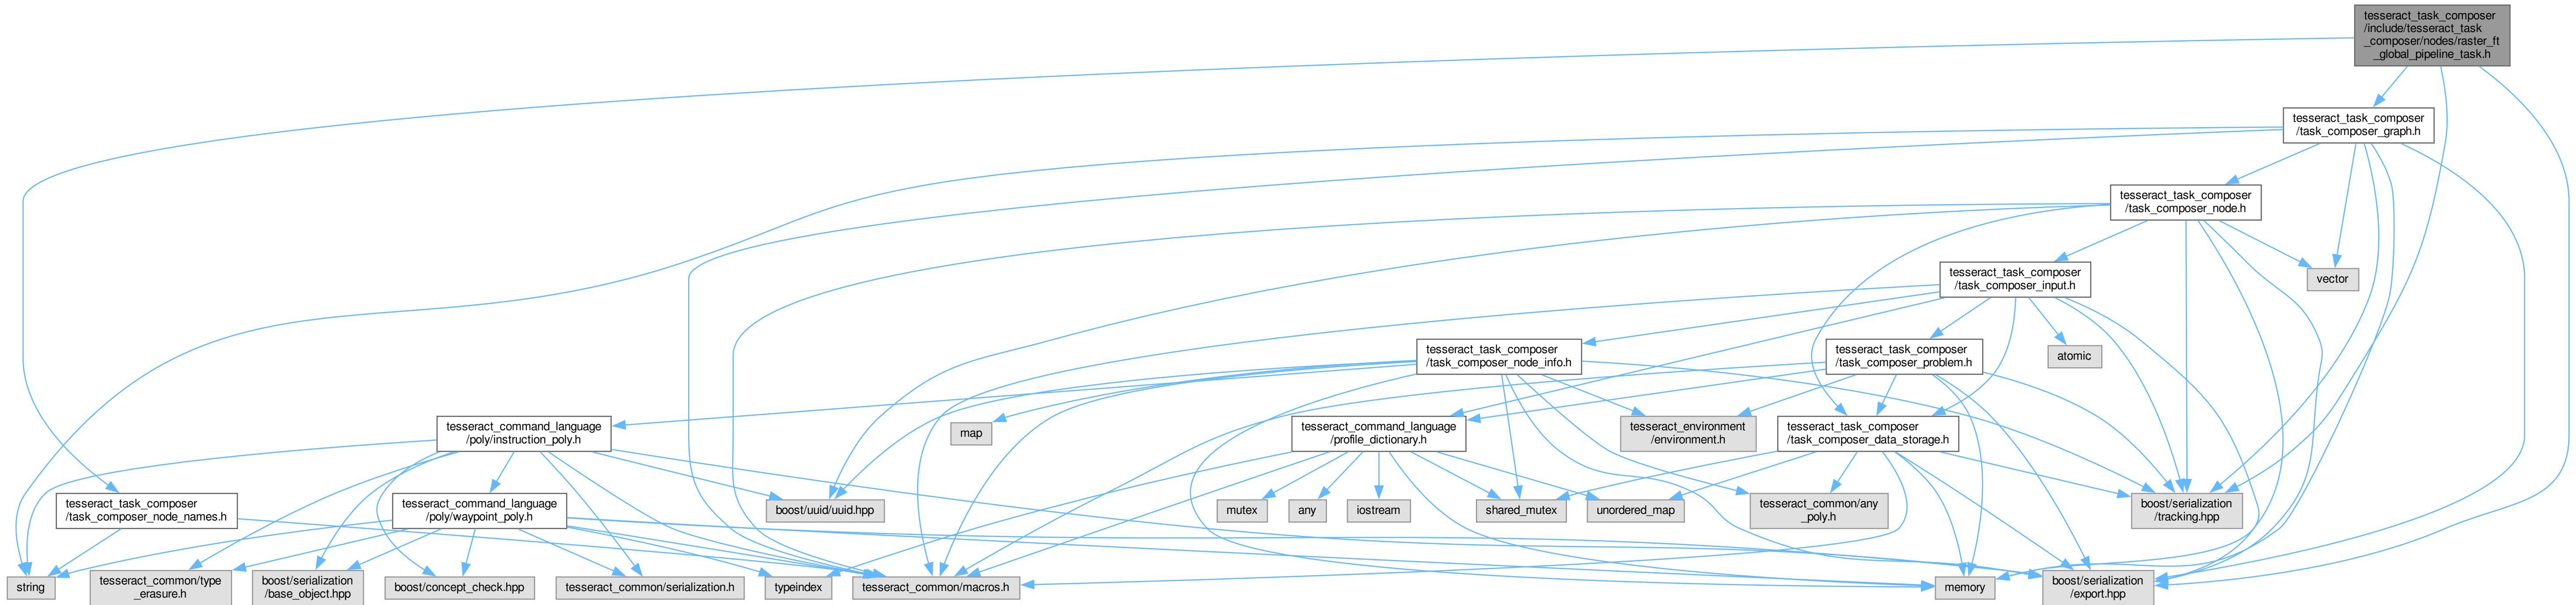 tesseract_task_composer
/include/tesseract_task
_composer/nodes/raster_ft
_global_pipeline_task.h
tesseract_task_composer
/task_composer_graph.h
tesseract_task_composer
/task_composer_node.h
tesseract_task_composer
/task_composer_input.h
vector
tesseract_task_composer
/task_composer_node_info.h
tesseract_task_composer
/task_composer_problem.h
atomic
tesseract_command_language
/poly/instruction_poly.h
map
tesseract_command_language
/profile_dictionary.h
tesseract_environment
/environment.h
tesseract_task_composer
/task_composer_data_storage.h
tesseract_task_composer
/task_composer_node_names.h
tesseract_command_language
/poly/waypoint_poly.h
boost/uuid/uuid.hpp
mutex
any
iostream
shared_mutex
unordered_map
tesseract_common/any
_poly.h
boost/serialization
/tracking.hpp
string
tesseract_common/type
_erasure.h
boost/serialization
/base_object.hpp
boost/concept_check.hpp
tesseract_common/serialization.h
typeindex
tesseract_common/macros.h
memory
boost/serialization
/export.hpp